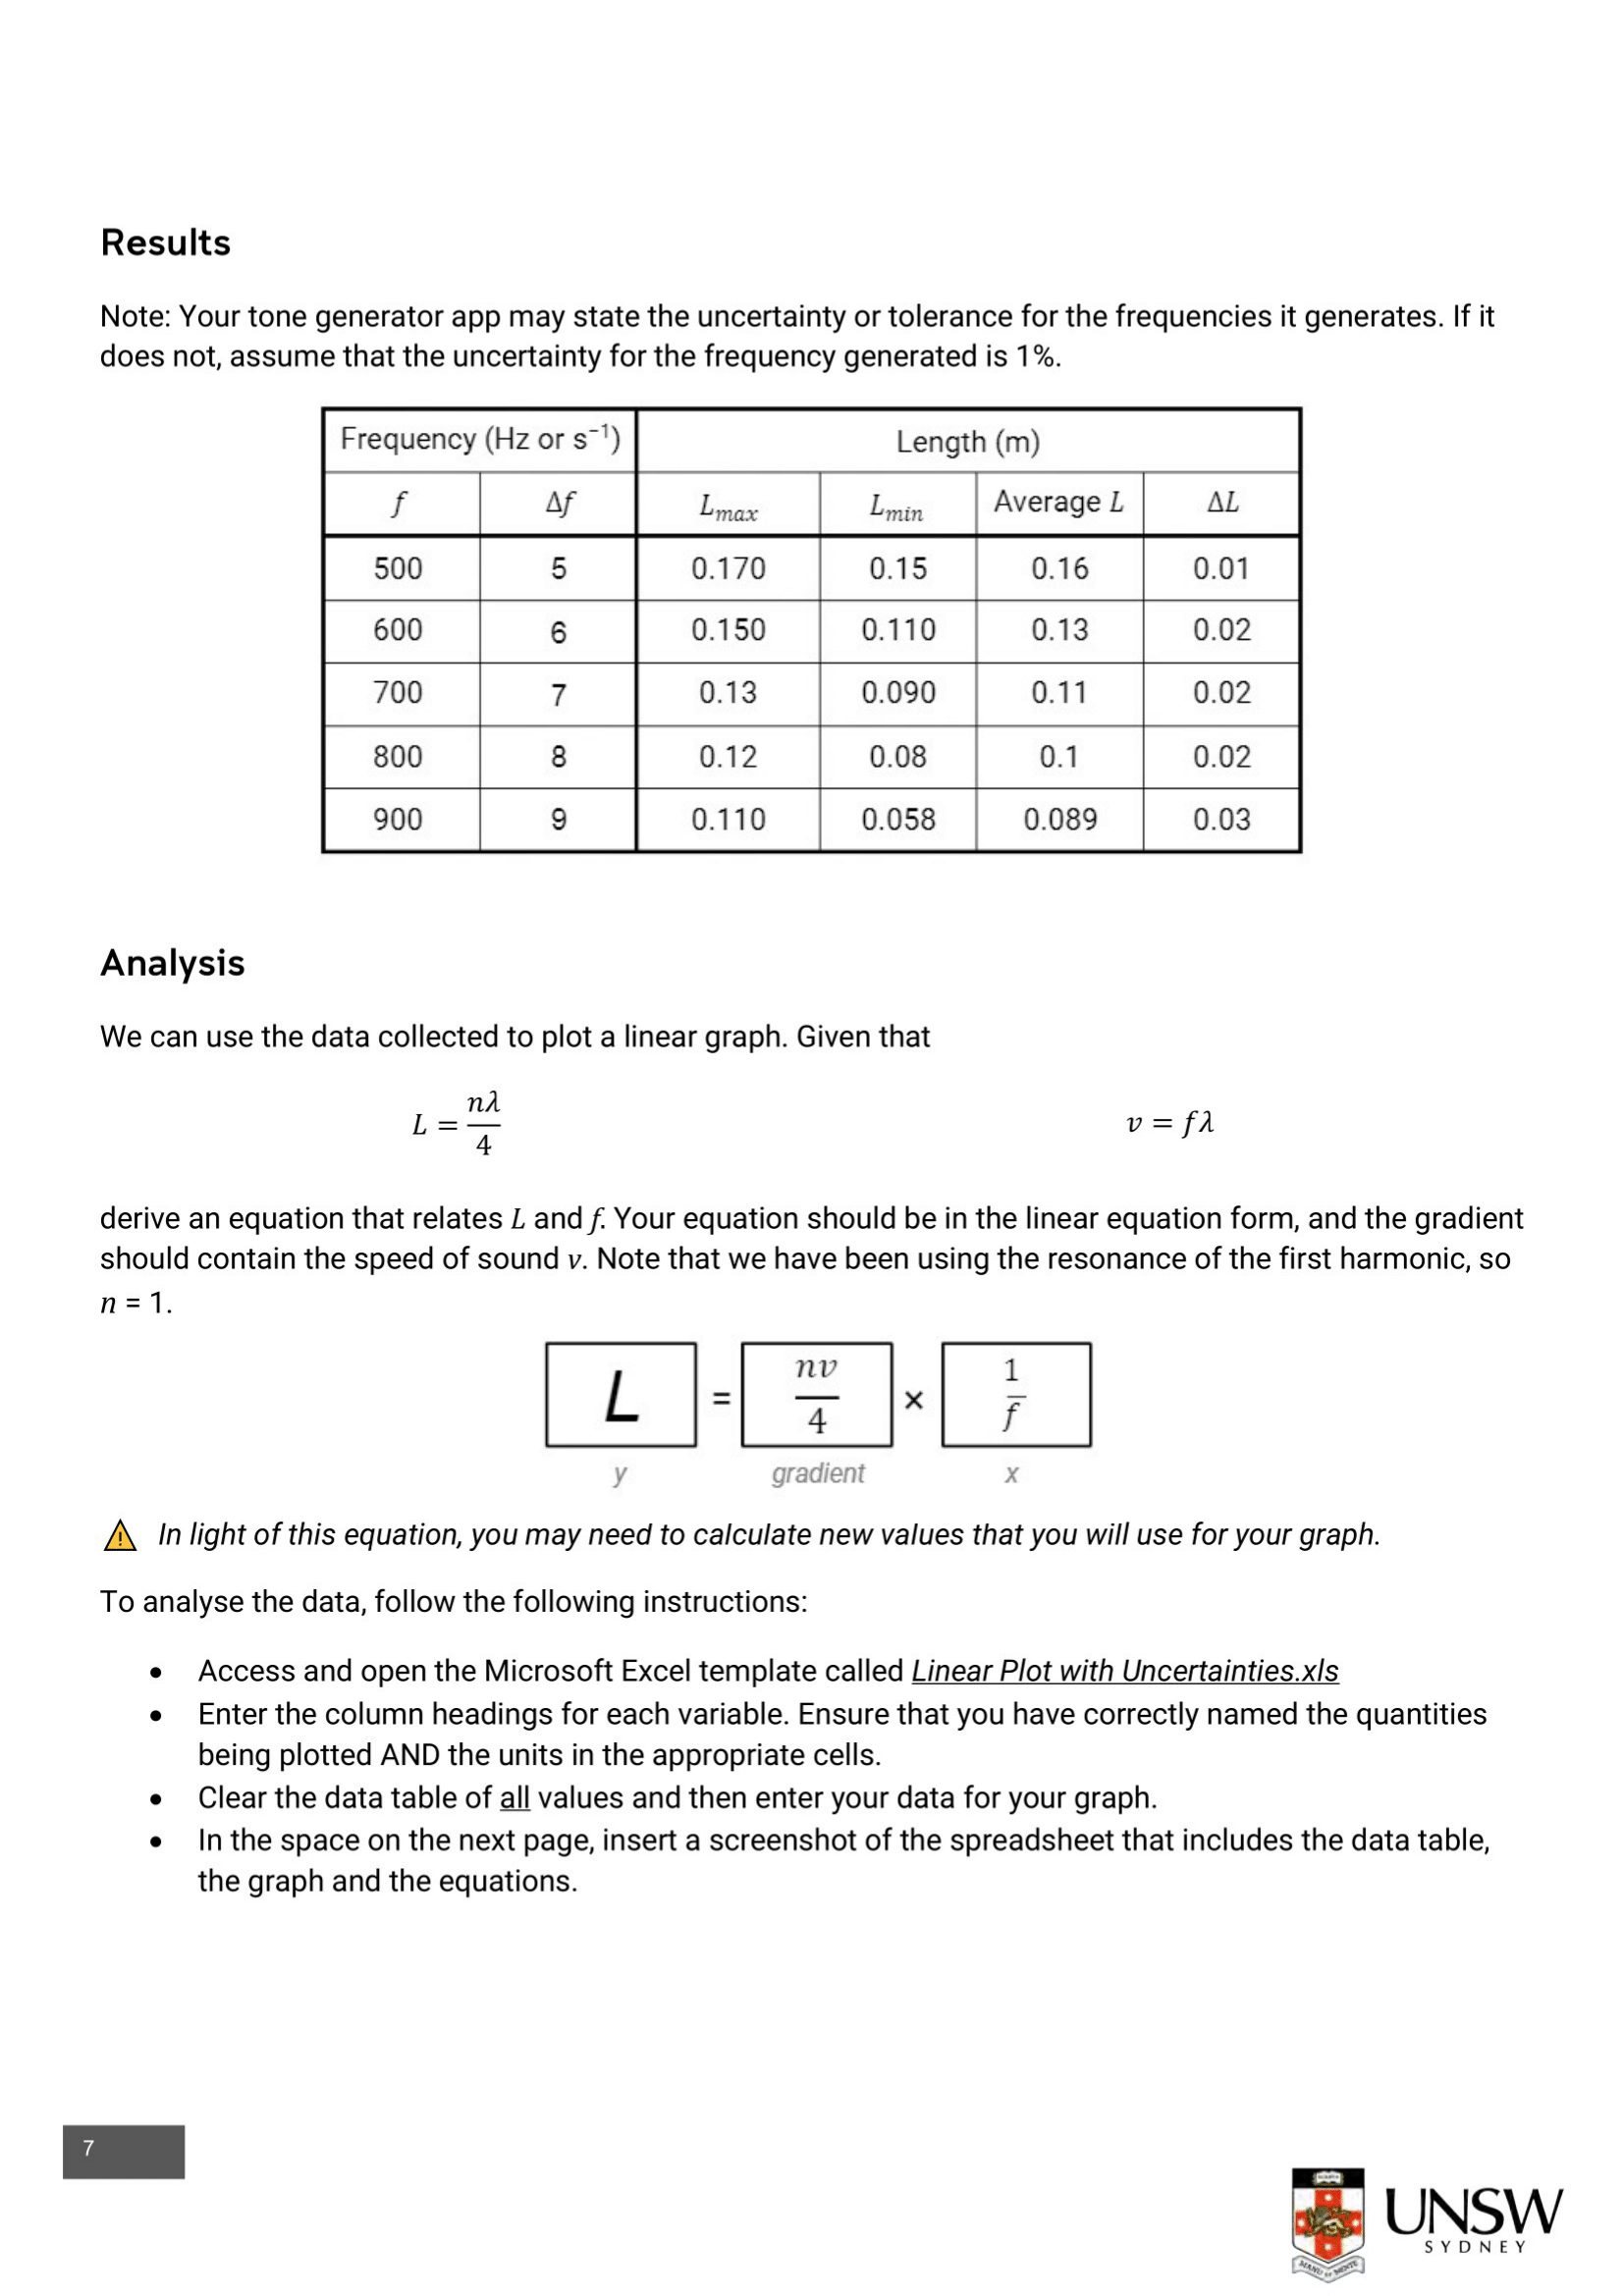 Results
Note: Your tone generator app may state the uncertainty or tolerance for the frequencies it generates. If it
does not, assume that the uncertainty for the frequency generated is 1%.
Frequency (Hz or s⁻¹) Length (m)
f Δf Lₘₐₓ Lₘᵢₙ Average L ΔL
500 5 0.170 0.15 0.16 0.01
600 6 0.150 0.110 0.13 0.02
700 7 0.13 0.090 0.11 0.02
800 8 0.12 0.08 0.1 0.02
900 9 0.110 0.058 0.089 0.03
Analysis
We can use the data collected to plot a linear graph. Given that
L = nλ/4 v = fλ
derive an equation that relates L and f. Your equation should be in the linear equation form, and the gradient
should contain the speed of sound v. Note that we have been using the resonance of the first harmonic, so
n = 1.
L = nv/4 × 1/f
y gradient x
In light of this equation, you may need to calculate new values that you will use for your graph.
To analyse the data, follow the following instructions:
• Access and open the Microsoft Excel template called Linear Plot with Uncertainties.xls
• Enter the column headings for each variable. Ensure that you have correctly named the quantities
being plotted AND the units in the appropriate cells.
• Clear the data table of all values and then enter your data for your graph.
• In the space on the next page, insert a screenshot of the spreadsheet that includes the data table,
the graph and the equations.
7
UNSW
SYDNEY